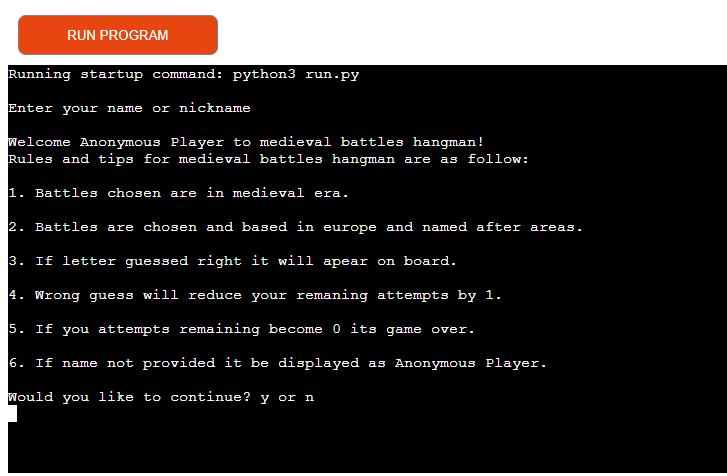 RUN PROGRAM
Running startup command: python3 run.py
Enter your name or nickname
Welcome Anonymous Player to medieval battles hangman!
Rules and tips for medieval battles hangman are as follow:
1. Battles chosen are in medieval era.
2. Battles are chosen and based in europe and named after areas.
3. If letter guessed right it will apear on board.
4. Wrong guess will reduce your remaning attempts by 1.
5. If you attempts remaining become 0 its game over.
6. If name not provided it be displayed as Anonymous Player.
Would you like to continue? y or n